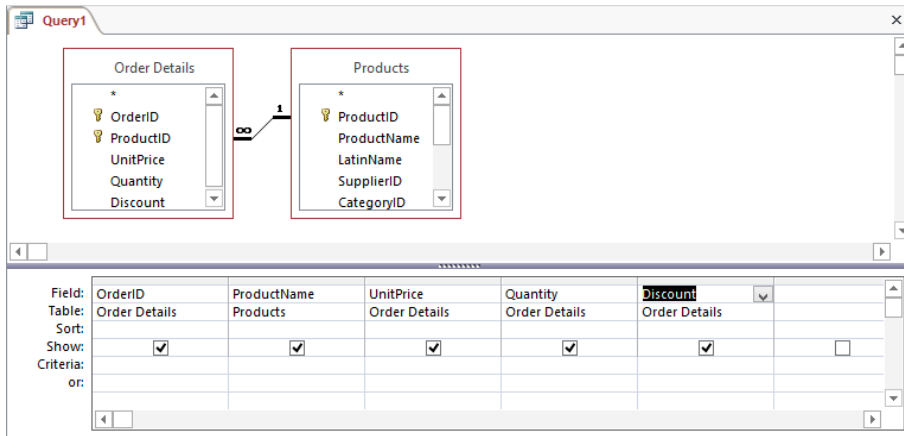 Query1
Order Details
*
OrderID
ProductID
UnitPrice
Quantity
Discount
∞
1
Products
*
ProductID
ProductName
LatinName
SupplierID
CategoryID
Field: OrderID ProductName UnitPrice Quantity Discount
Table: Order Details Products Order Details Order Details Order Details
Sort:
Show:
Criteria:
or: